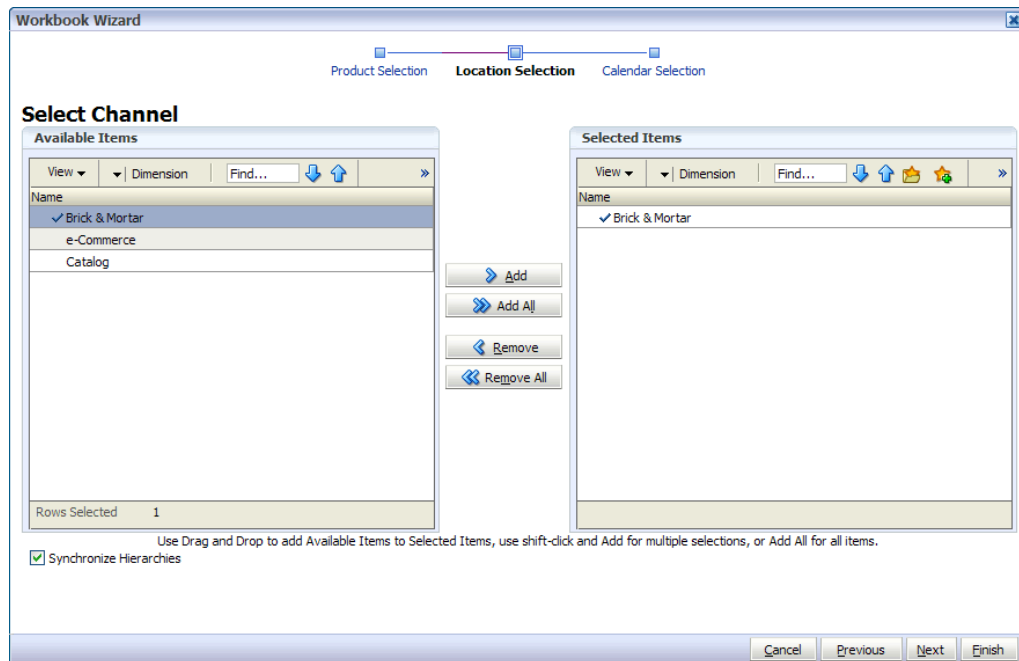 Workbook Wizard
Product Selection Location Selection Calendar Selection
Select Channel
Available Items
View Dimension Find... »
Name
Brick & Mortar
e-Commerce
Catalog
Rows Selected 1
Add
Add All
Remove
Remove All
Selected Items
View Dimension Find... »
Name
Brick & Mortar
Use Drag and Drop to add Available Items to Selected Items, use shift-click and Add for multiple selections, or Add All for all items.
Synchronize Hierarchies
Cancel Previous Next Finish